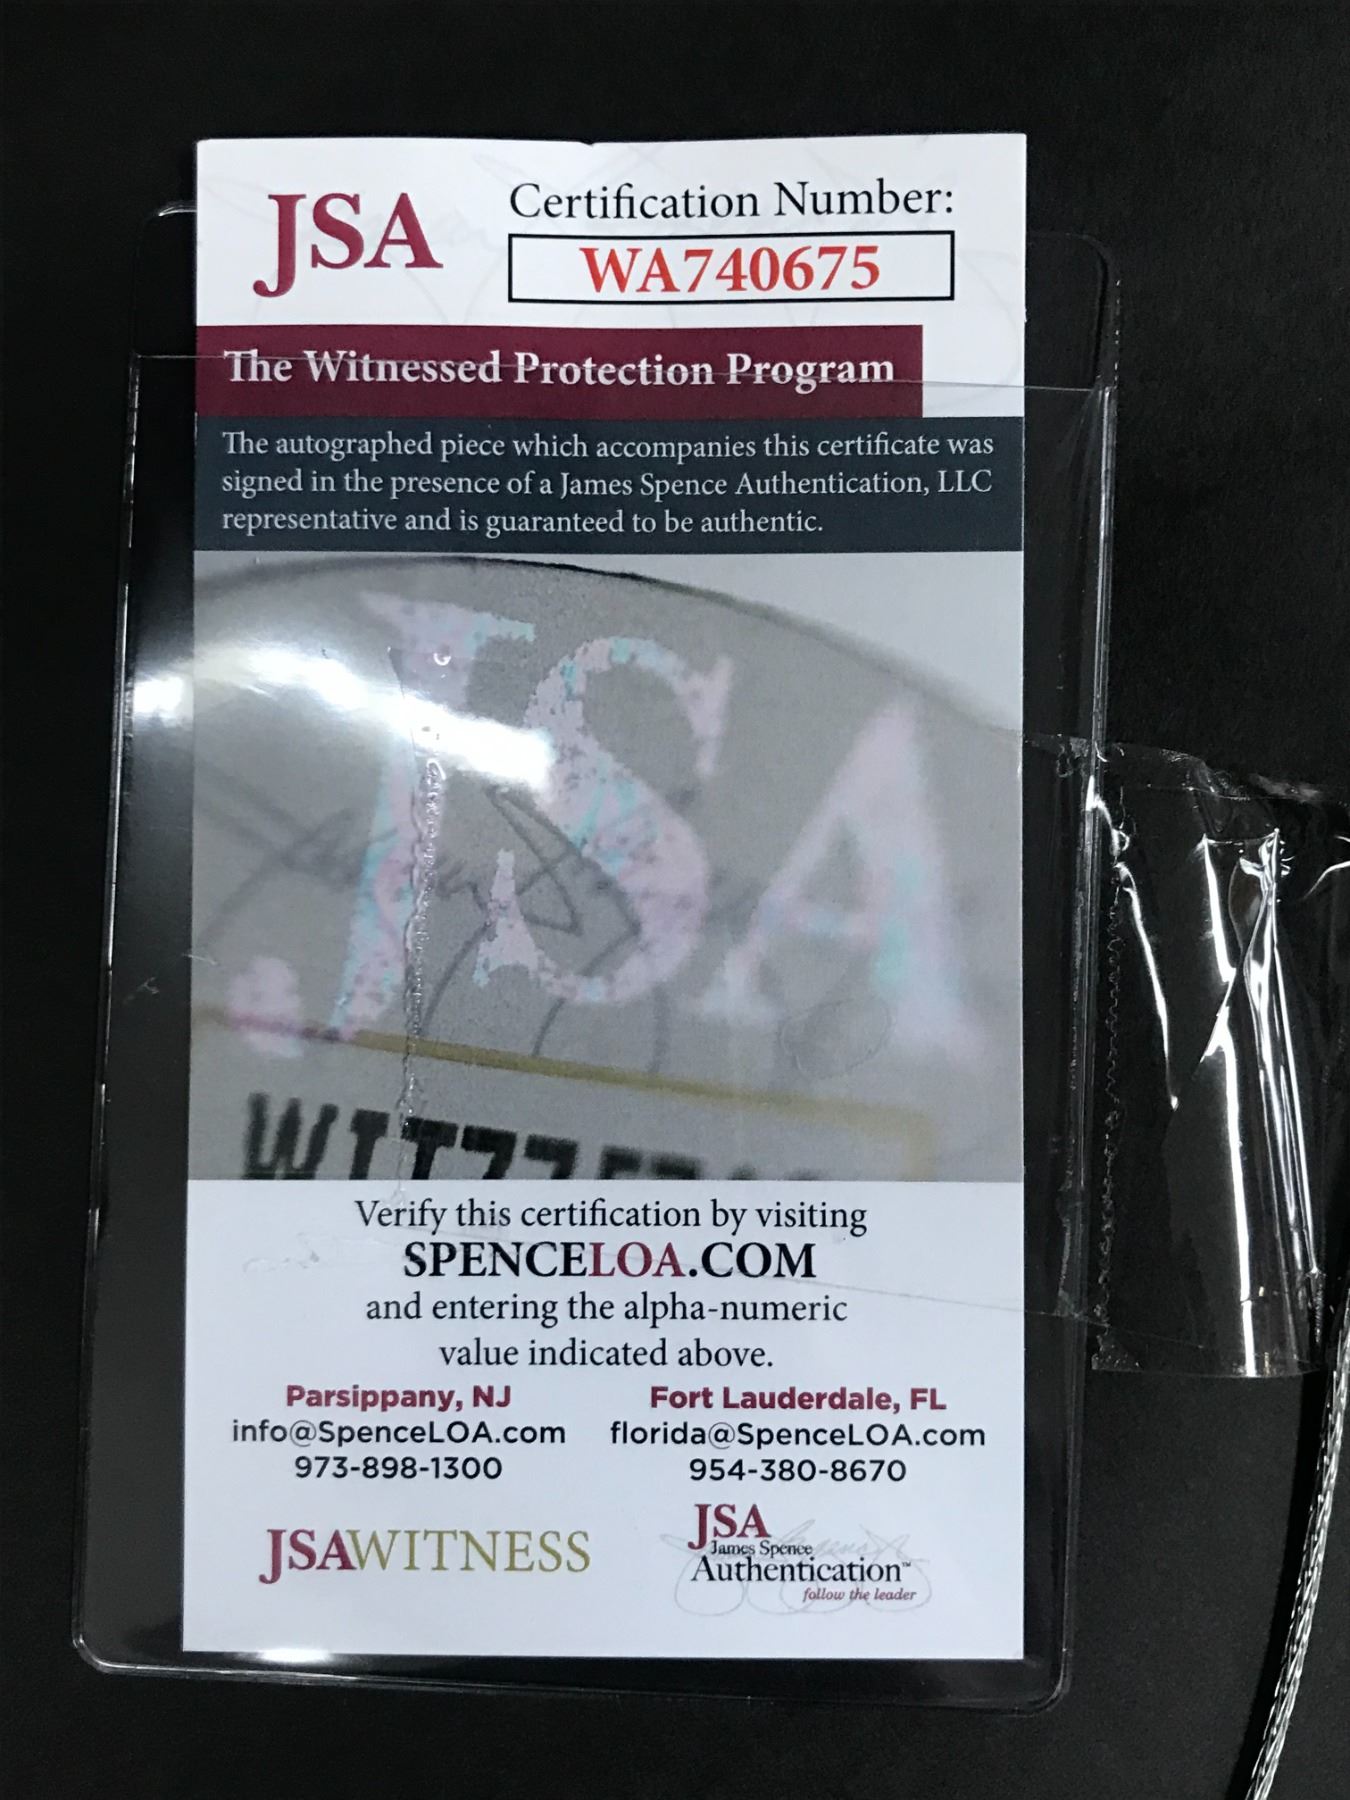 JSA
Certification Number:
WA740675
The Witnessed Protection Program
The autographed piece which accompanies this certificate was
signed in the presence of a James Spence Authentication, LLC
representative and is guaranteed to be authentic.
JSA
Verify this certification by visiting
SPENCELOA.COM
and entering the alpha-numeric
value indicated above.
Parsippany, NJ
info@SpenceLOA.com
973-898-1300
Fort Lauderdale, FL
florida@SpenceLOA.com
954-380-8670
JSAWITNESS
JSA
James Spence
Authentication™
follow the leader